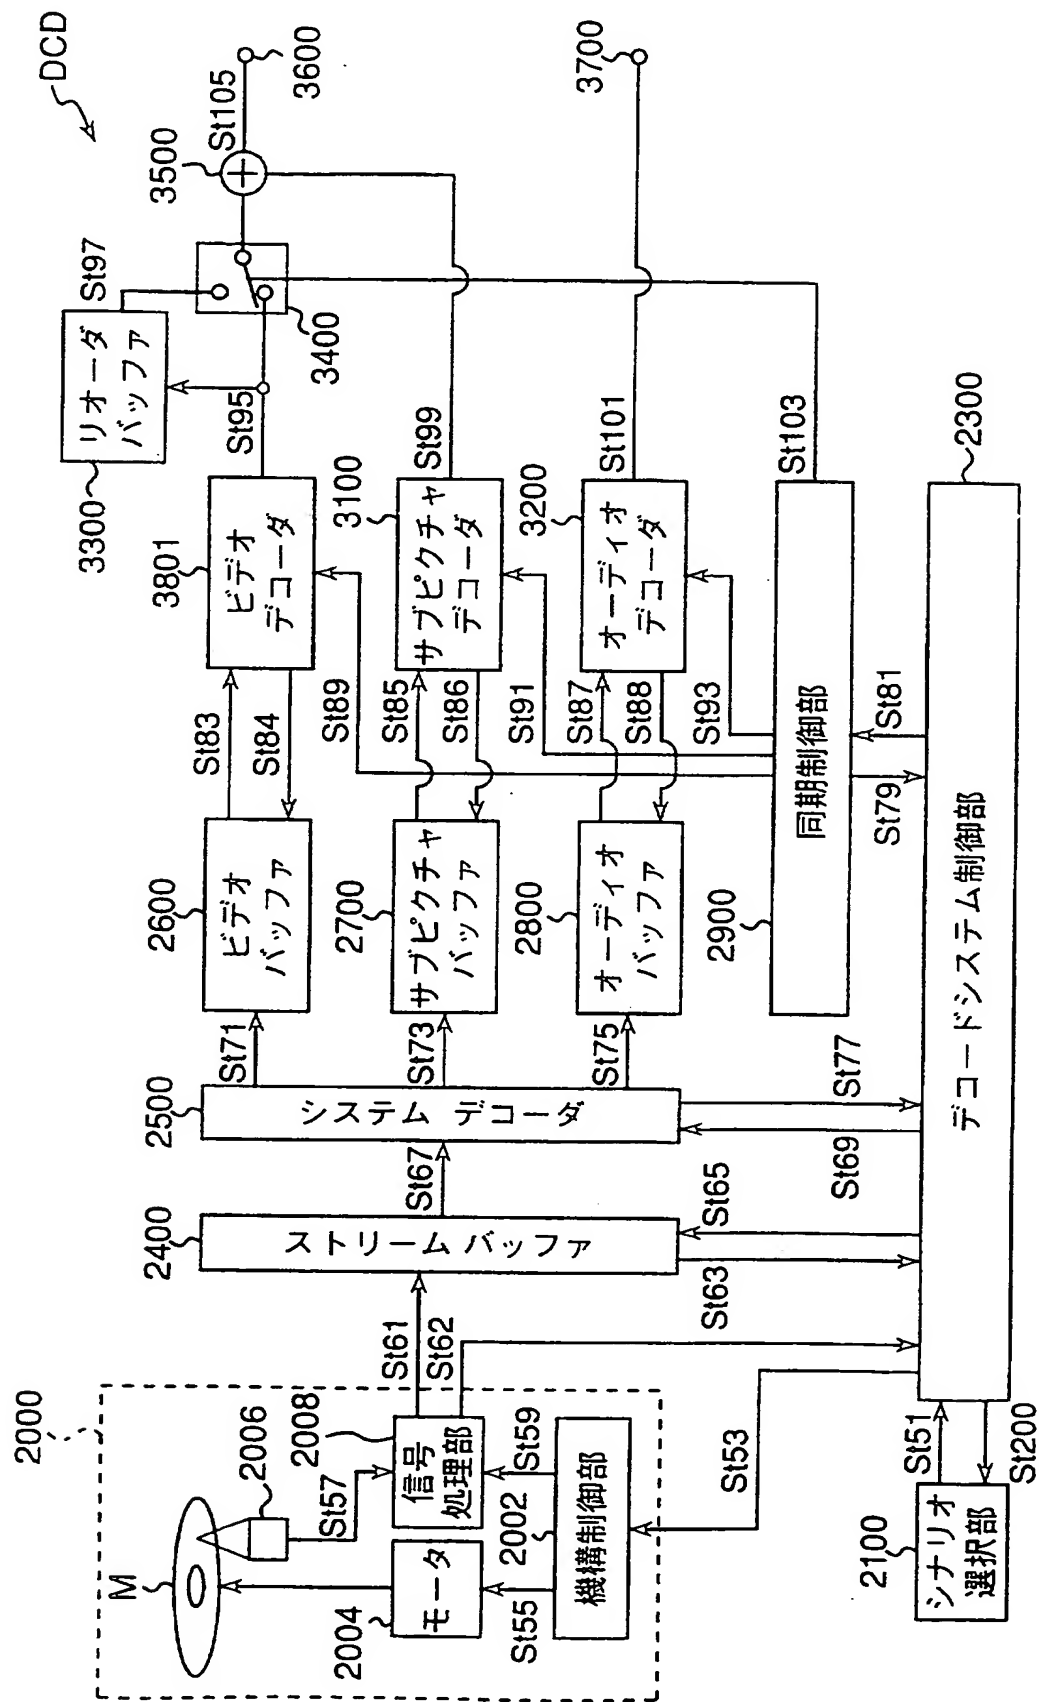 DCD
2000
M
2006
2004
モータ
2008
信号
処理部
St57
St55
2002
St59
機構制御部
St61
St62
St53
2100
シナリオ
選択部
St51
St200
2400
ストリームバッファ
St63
St65
St67
2500
システム デコーダ
St69
St77
St71
St73
St75
2600
ビデオ
バッファ
2700
サブピクチャ
バッファ
2800
オーディオ
バッファ
2900
同期制御部
St79
St81
2300
デコードシステム制御部
St83
St84
St89
St85
St86
St91
St87
St88
St93
3801
ビデオ
デコーダ
3100
サブピクチャ
デコーダ
3200
オーディオ
デコーダ
St95
St99
St101
St103
3300
リオーダ
バッファ
St97
3400
3500
St105
3600
3700